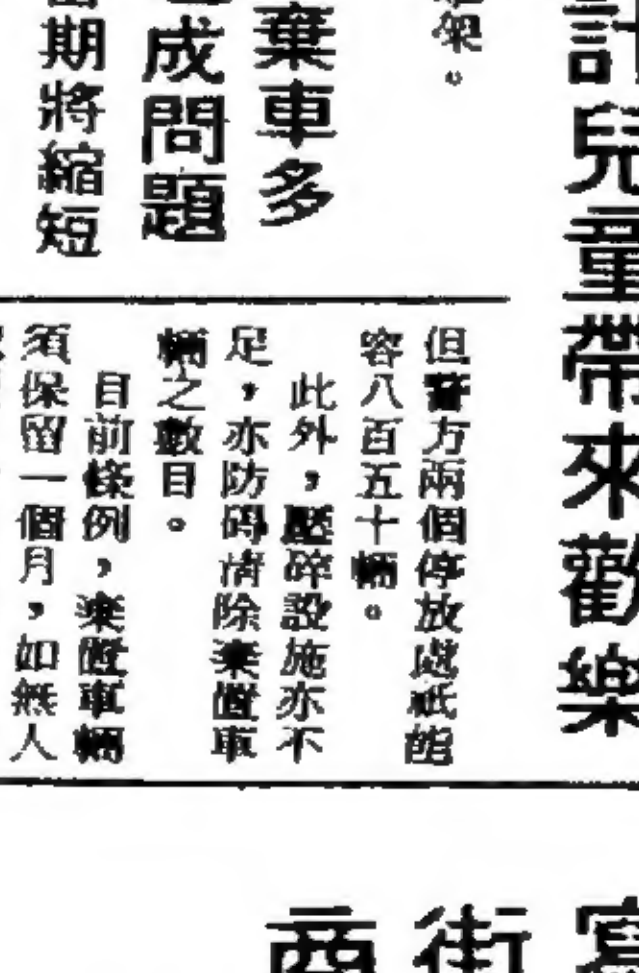 計兒童帶來歡樂
架。
棄車多
成問題
期將縮短
但警方兩個停放處祇能
容八百五十輛。
此外，壓碎設施亦不
足，亦防碍清除棄置車
輛之數目。
目前條例，棄置車輛
須保留一個月，如無人
街
商